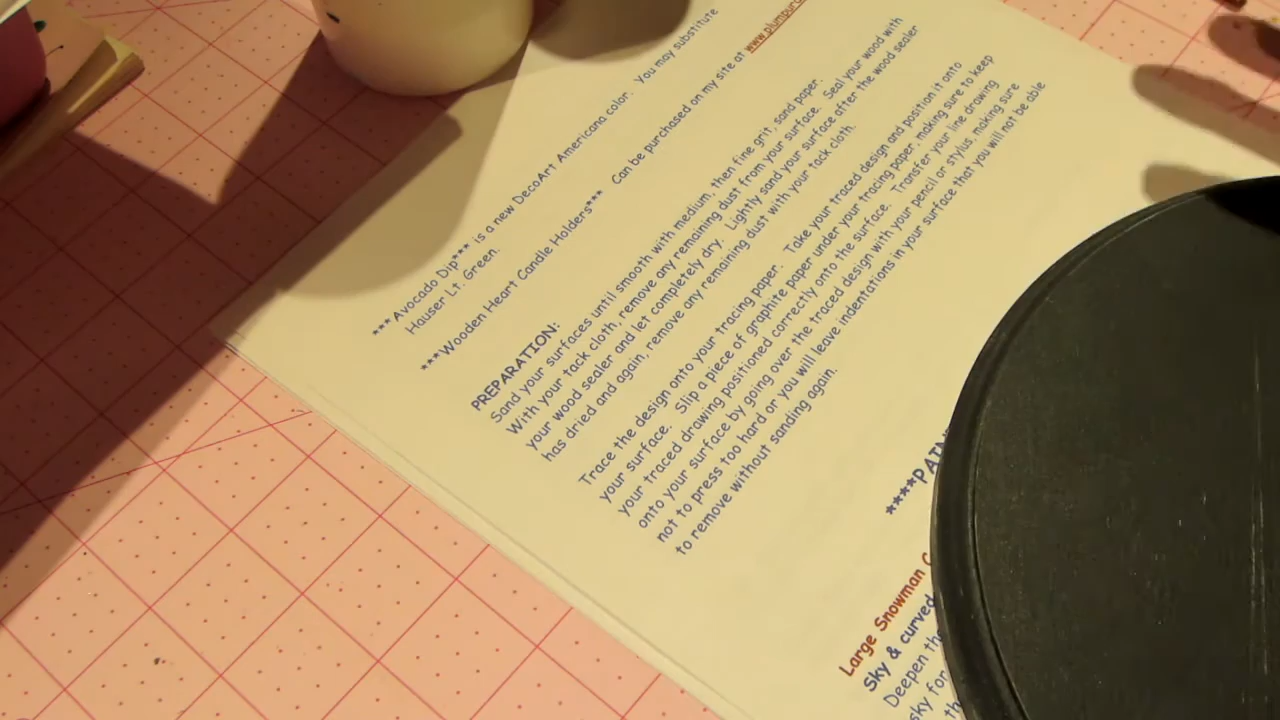 ***Avocado Dip*** is a new DecoArt Americana color. You may substitute
Hauser Lt. Green.
***Wooden Heart Candle Holders*** Can be purchased on my site at www.plumpurd
PREPARATION:
Sand your surfaces until smooth with medium, then fine grit, sand paper.
With your tack cloth, remove any remaining dust from your surface. Seal your wood with
your wood sealer and let completely dry. Lightly sand your surface after the wood sealer
has dried and again, remove any remaining dust with your tack cloth.
Trace the design onto your tracing paper. Take your traced design and position it onto
your surface. Slip a piece of graphite paper under your tracing paper, making sure to keep
your traced drawing positioned correctly onto the surface. Transfer your line drawing
onto your surface by going over the traced design with your pencil or stylus, making sure
not to press too hard or you will leave indentations in your surface that you will not be able
to remove without sanding again.
****PAIN
Large Snowman
Sky & curved
Deepen the
sky for